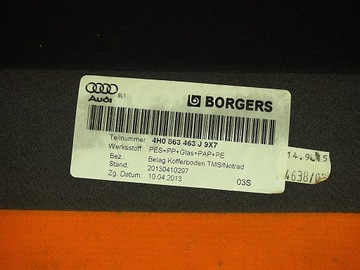 Audi
BORGERS
Teilnummer: 4H0 863 463 J 9X7
Werksstoff: PES+PP+Glas+PAP+PE
Bez. Belag Kofferboden TMS/Notrad
Stand: 20130410297
Zg. Datum: 10.04.2013
03S